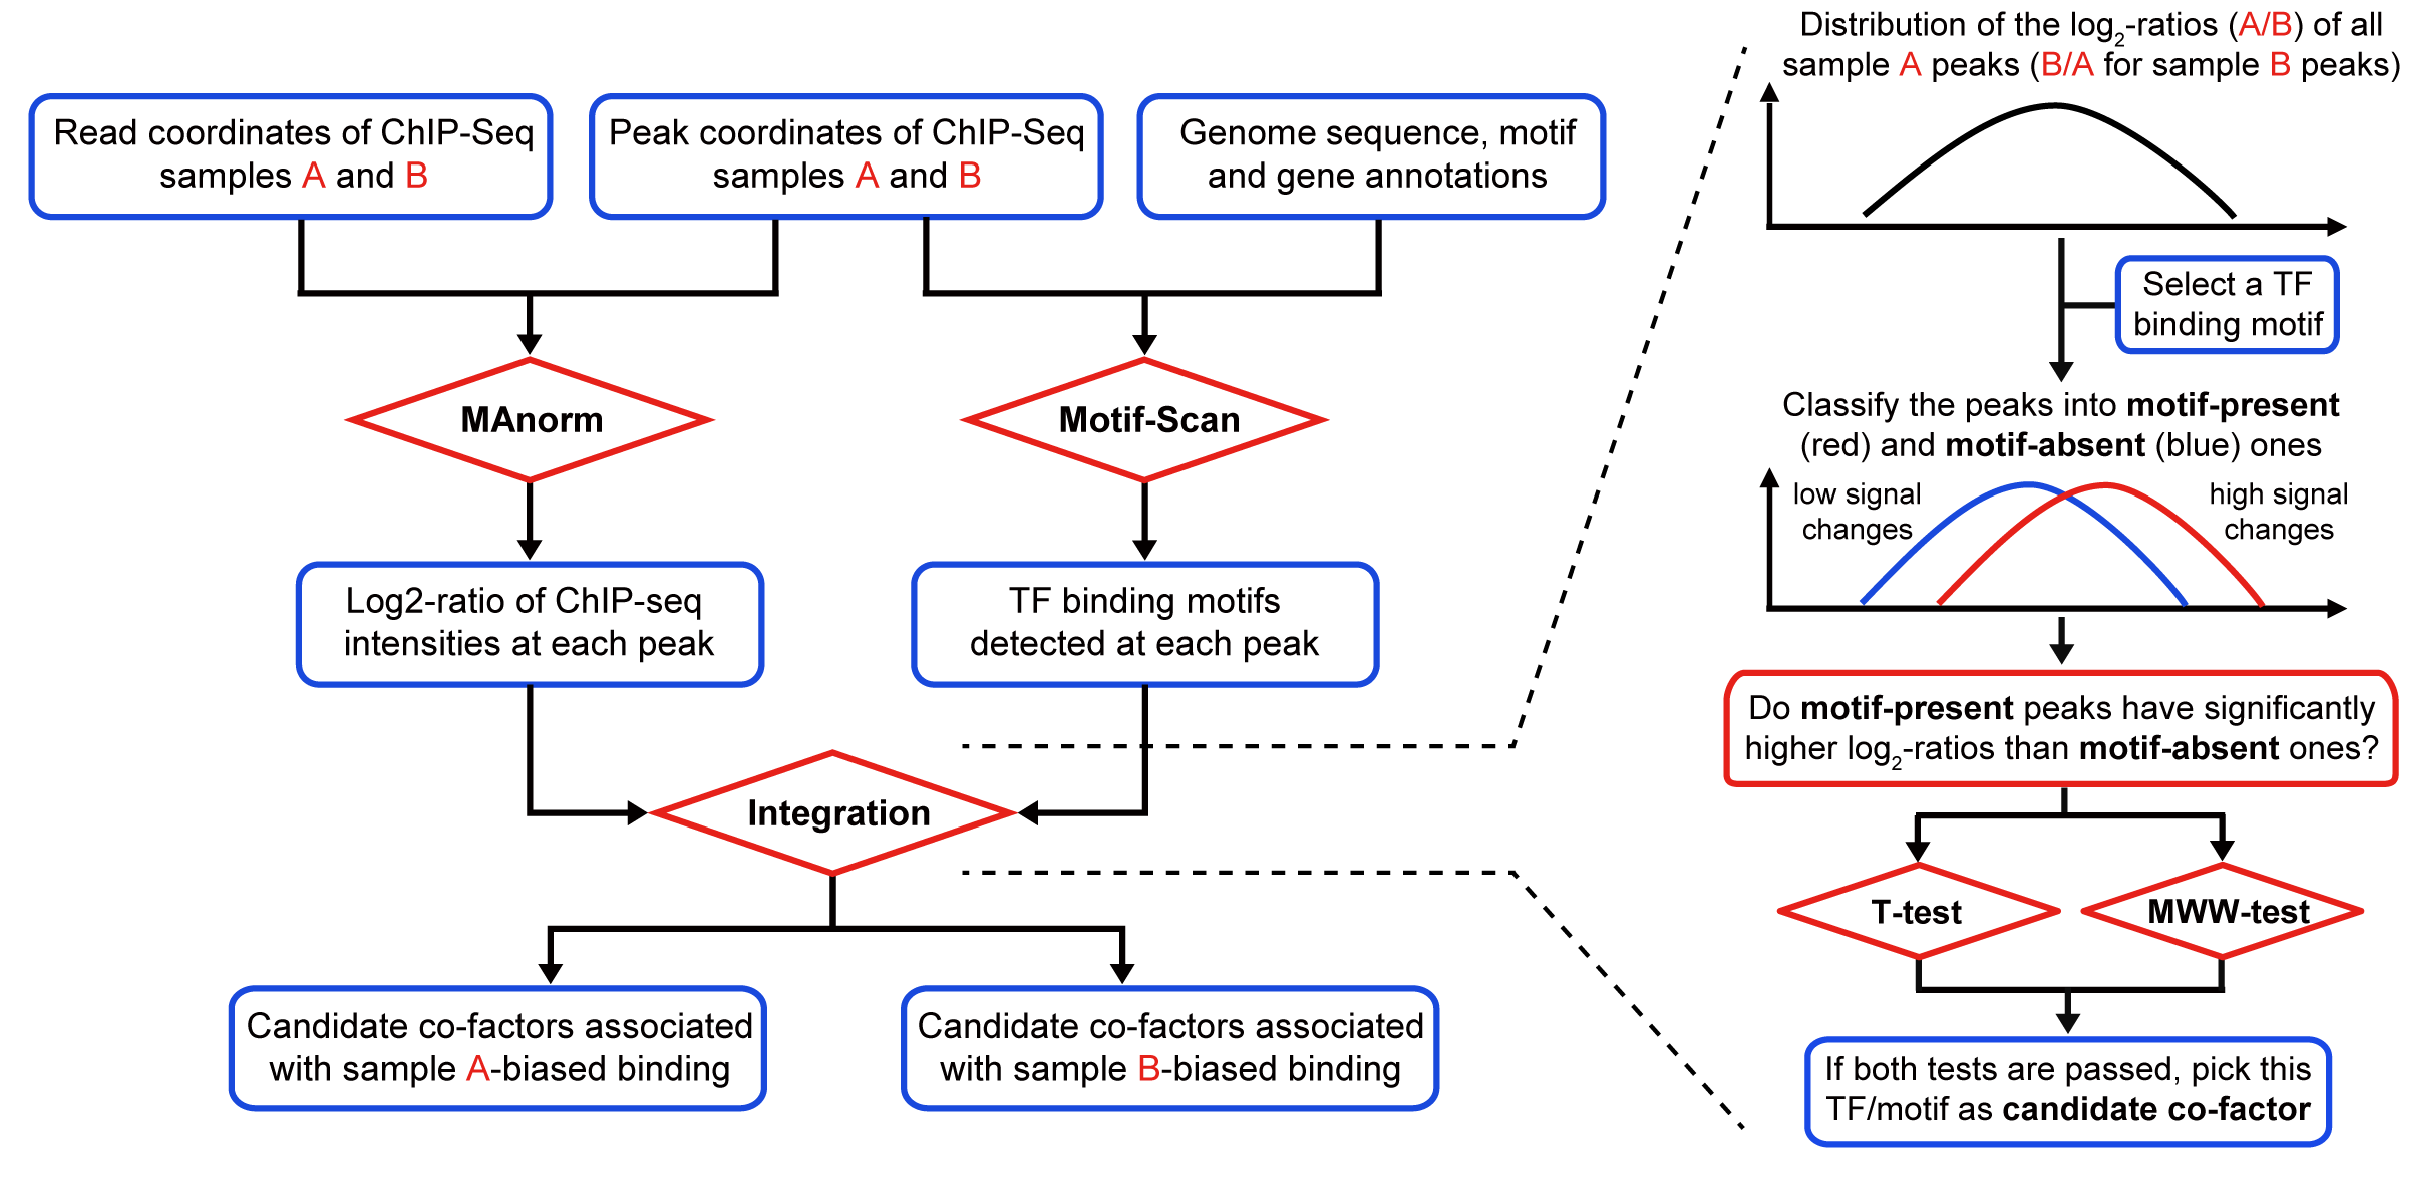 Read coordinates of ChIP-Seq
samples A and B
Peak coordinates of ChIP-Seq
samples A and B
Genome sequence, motif
and gene annotations
MAnorm
Motif-Scan
Log2-ratio of ChIP-seq
intensities at each peak
TF binding motifs
detected at each peak
Integration
Candidate co-factors associated
with sample A-biased binding
Candidate co-factors associated
with sample B-biased binding
Distribution of the log2-ratios (A/B) of all
sample A peaks (B/A for sample B peaks)
Select a TF
binding motif
Classify the peaks into motif-present
(red) and motif-absent (blue) ones
low signal
changes
high signal
changes
Do motif-present peaks have significantly
higher log2-ratios than motif-absent ones?
T-test
MWW-test
If both tests are passed, pick this
TF/motif as candidate co-factor